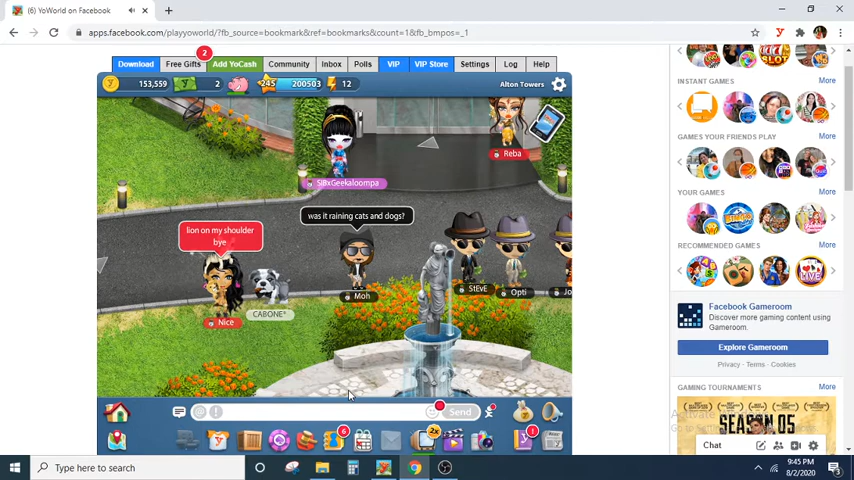 YoWorld on Facebook
apps.facebook.com/playyoworld/?fb_source=bookmark&ref=bookmarks&count=1&fb_bmpos=_1
2
Download Free Gifts Add YoCash Community Inbox Polls VIP VIP Store Settings Log Help
153,559 2 245 200503 12 Alton Towers
Reba
lion on my shoulder
bye
was it raining cats and dogs?
Moh
StEVE
Opti
Nice
CABONE*
Send
6
2x
!
INSTANT GAMES More
GAMES YOUR FRIENDS PLAY More
YOUR GAMES More
RECOMMENDED GAMES More
Facebook Gameroom
Discover more gaming content using
Gameroom.
Explore Gameroom
Privacy · Terms · Cookies
GAMING TOURNAMENTS More
SEASON 05
Activate Windows
Chat
Type here to search
9:45 PM
8/2/2020
3